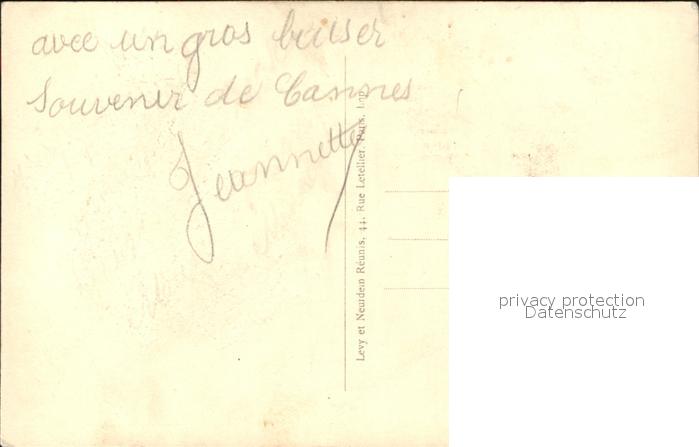 avec un gros baiser
Souvenir de Cannes
Jeannette
Levy et Neurdein Réunis, 44, Rue Letellier, Paris, Imp.
privacy protection
Datenschutz